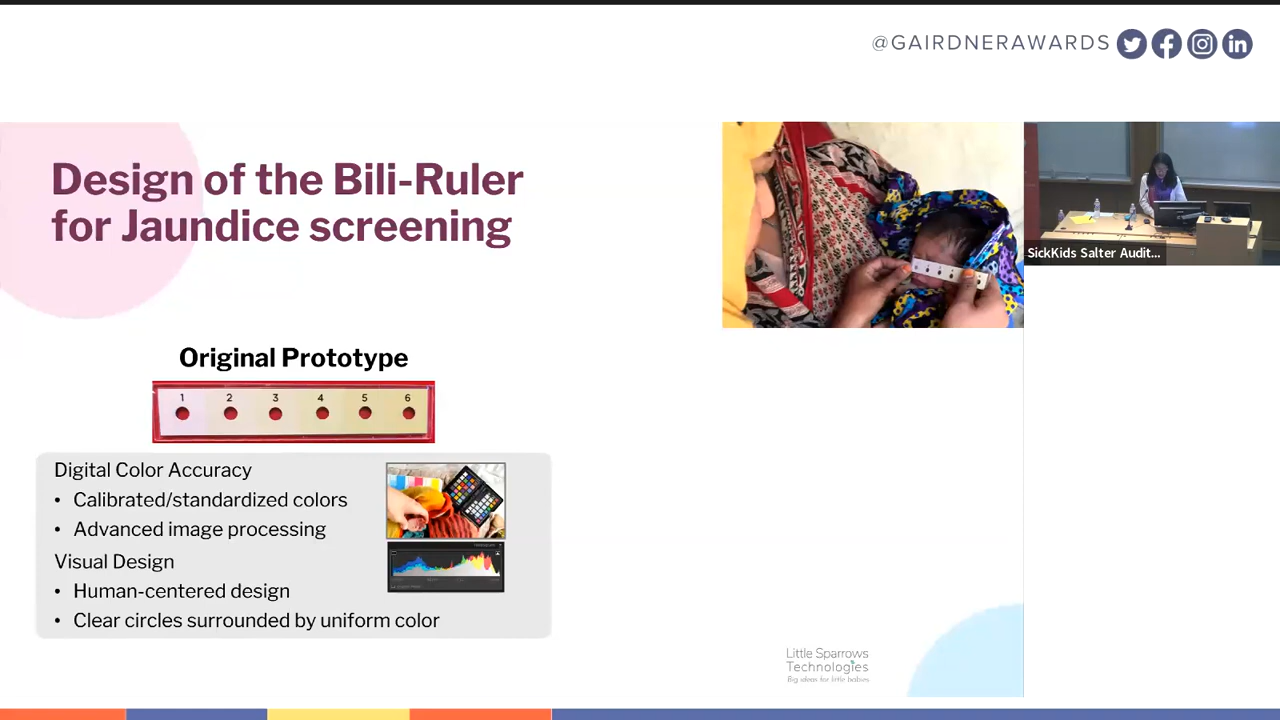 @GAIRDNERAWARDS
Design of the Bili-Ruler
for Jaundice screening
SickKids Salter Audit...
Original Prototype
1 2 3 4 5 6
Digital Color Accuracy
• Calibrated/standardized colors
• Advanced image processing
Visual Design
• Human-centered design
• Clear circles surrounded by uniform color
Little Sparrows
Technologies
Big ideas for little babies